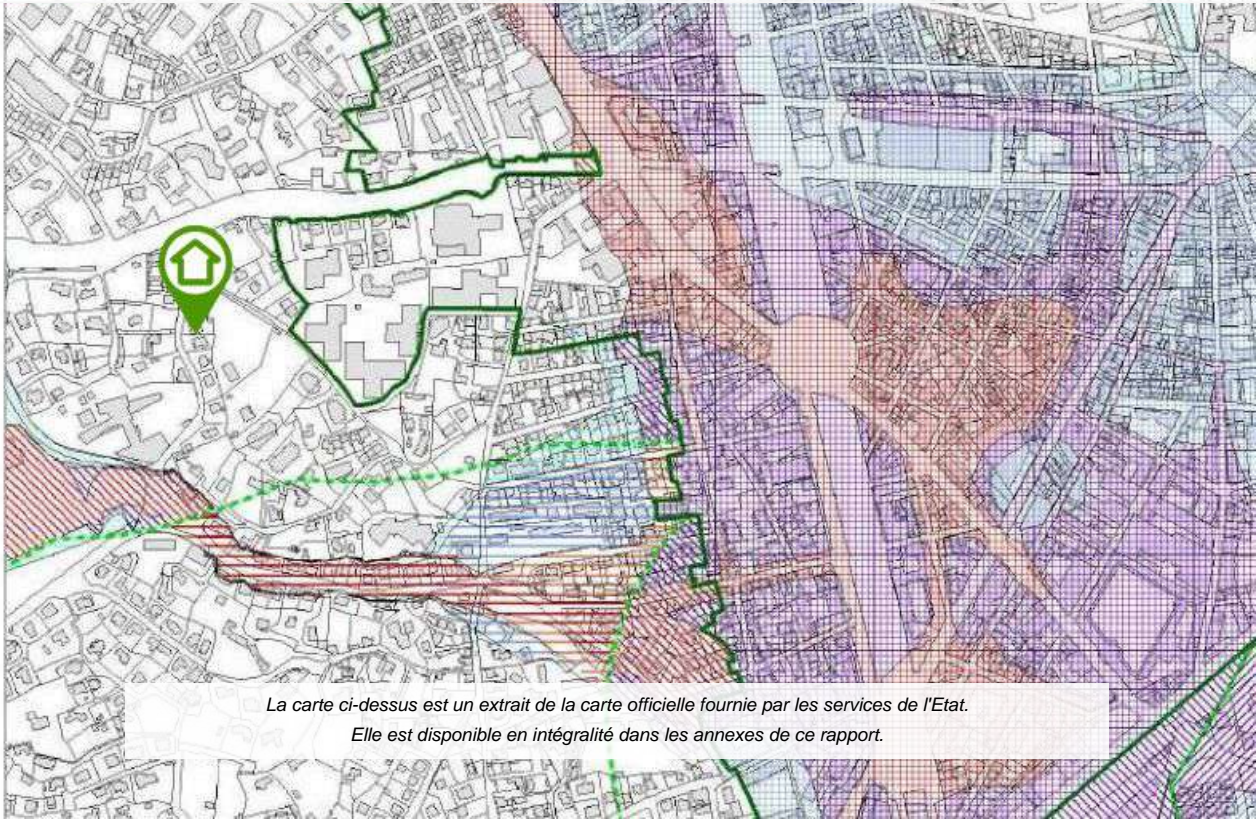 La carte ci-dessus est un extrait de la carte officielle fournie par les services de l'Etat.
Elle est disponible en intégralité dans les annexes de ce rapport.